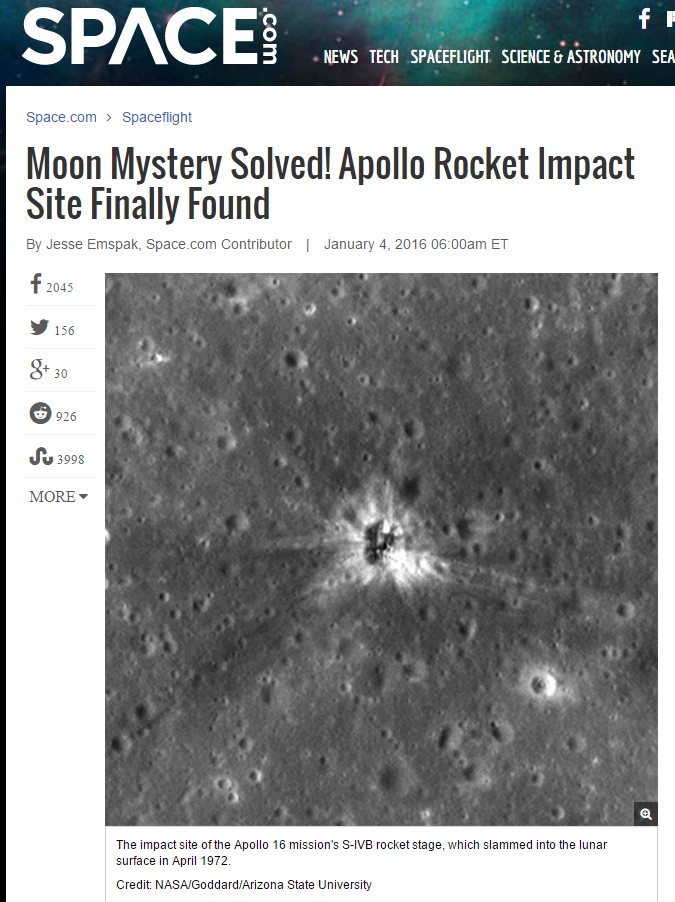 SPACE.com
NEWS TECH SPACEFLIGHT SCIENCE & ASTRONOMY SEA
Space.com > Spaceflight
Moon Mystery Solved! Apollo Rocket Impact
Site Finally Found
By Jesse Emspak, Space.com Contributor | January 4, 2016 06:00am ET
2045
156
30
926
3998
MORE
The impact site of the Apollo 16 mission's S-IVB rocket stage, which slammed into the lunar
surface in April 1972.
Credit: NASA/Goddard/Arizona State University